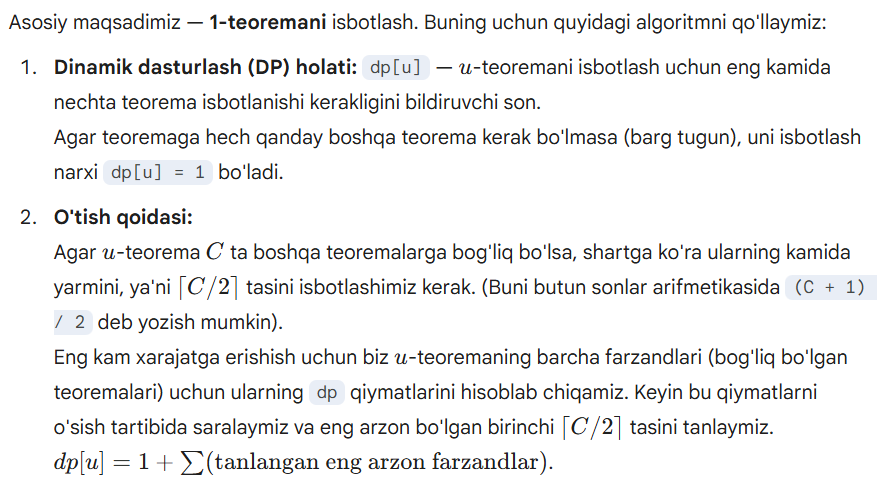 Asosiy maqsadimiz — 1-teoremani isbotlash. Buning uchun quyidagi algoritmni qo'llaymiz:
1. Dinamik dasturlash (DP) holati: dp[u] — u-teoremani isbotlash uchun eng kamida
nechta teorema isbotlanishi kerakligini bildiruvchi son.
Agar teoremaga hech qanday boshqa teorema kerak bo'lmasa (barg tugun), uni isbotlash
narxi dp[u] = 1 bo'ladi.
2. O'tish qoidasi:
Agar u-teorema C ta boshqa teoremalarga bog'liq bo'lsa, shartga ko'ra ularning kamida
yarmini, ya'ni ⌈C/2⌉ tasini isbotlashimiz kerak. (Buni butun sonlar arifmetikasida (C + 1)
/ 2 deb yozish mumkin).
Eng kam xarajatga erishish uchun biz u-teoremaning barcha farzandlari (bog'liq bo'lgan
teoremalari) uchun ularning dp qiymatlarini hisoblab chiqamiz. Keyin bu qiymatlarni
o'sish tartibida saralaymiz va eng arzon bo'lgan birinchi ⌈C/2⌉ tasini tanlaymiz.
dp[u] = 1 + ∑(tanlangan eng arzon farzandlar).